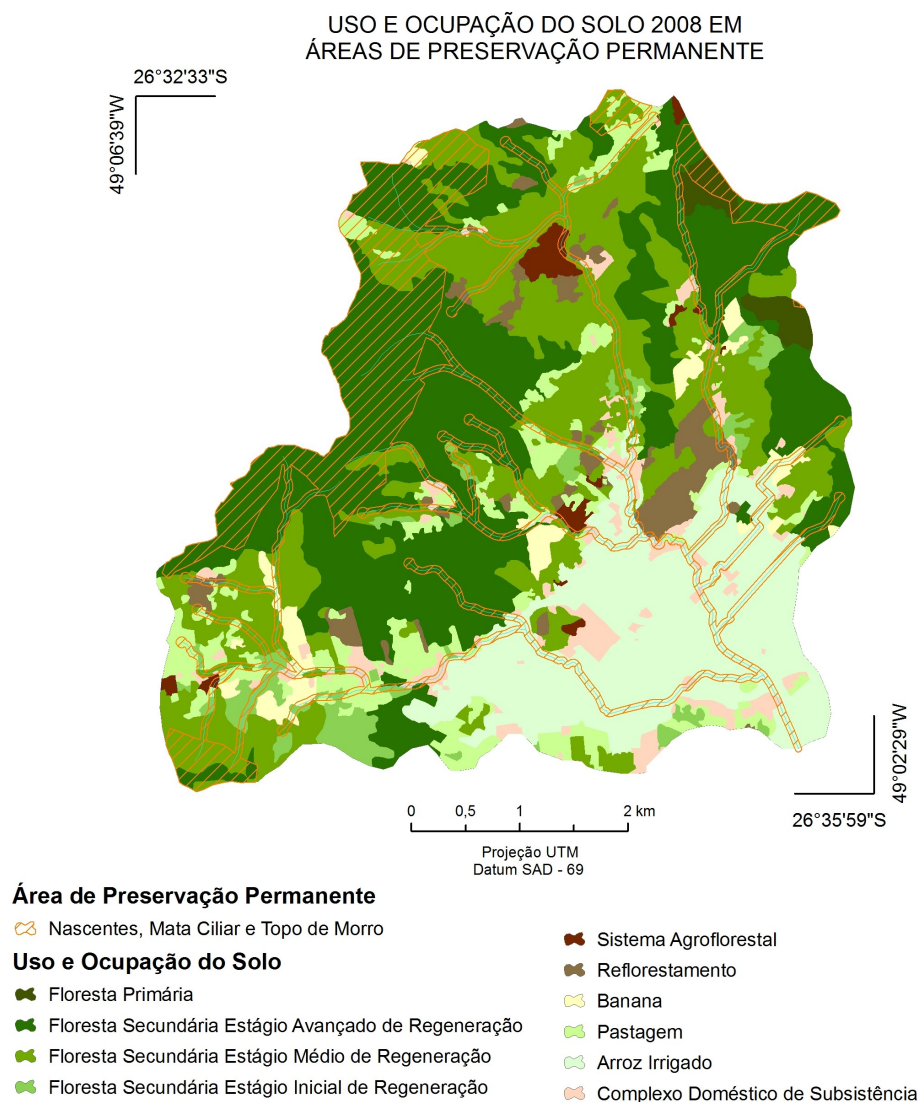 USO E OCUPAÇÃO DO SOLO 2008 EM
ÁREAS DE PRESERVAÇÃO PERMANENTE
26°32'33"S
49°06'39"W
49°02'29"W
26°35'59"S
0 0,5 1 2 km
Projeção UTM
Datum SAD - 69
Área de Preservação Permanente
Nascentes, Mata Ciliar e Topo de Morro
Uso e Ocupação do Solo
Floresta Primária
Floresta Secundária Estágio Avançado de Regeneração
Floresta Secundária Estágio Médio de Regeneração
Floresta Secundária Estágio Inicial de Regeneração
Sistema Agroflorestal
Reflorestamento
Banana
Pastagem
Arroz Irrigado
Complexo Doméstico de Subsistência